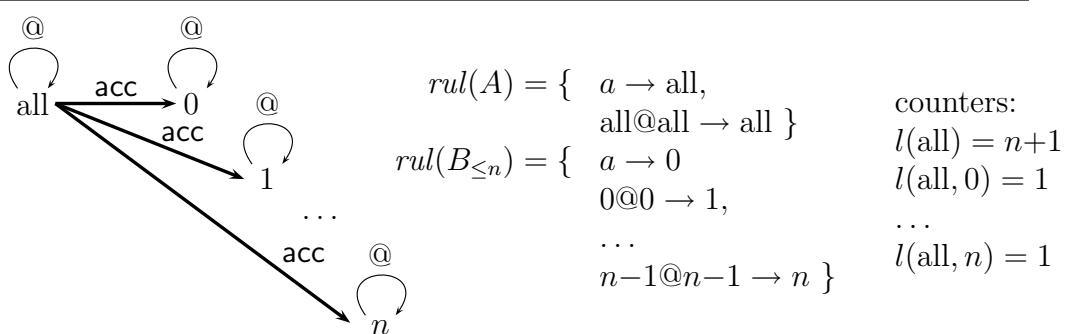 @
@
all
acc
0
@
acc
1
. . .
acc
@
n
rul(A) = { a → all,
all@all → all }
rul(B≤n) = { a → 0
0@0 → 1,
. . .
n−1@n−1 → n }
counters:
l(all) = n+1
l(all, 0) = 1
. . .
l(all, n) = 1